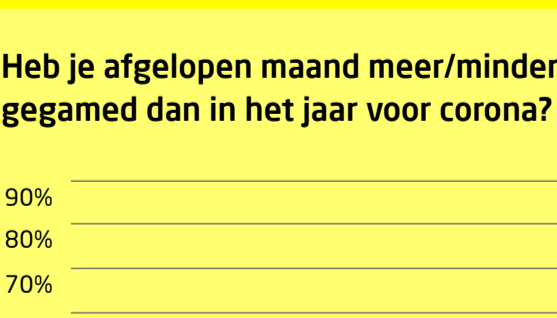 Heb je afgelopen maand meer/minder
gegamed dan in het jaar voor corona?
90%
80%
70%